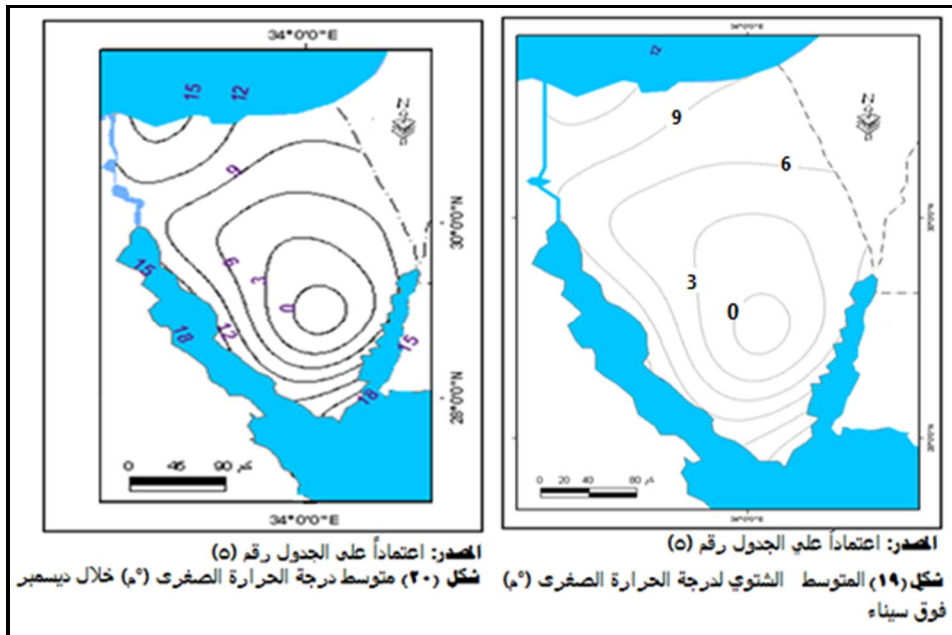 34°0'0"E
15
12
9
6
3
0
12
15
18
15
18
N
30°0'0"N
28°0'0"N
0 45 90 كم
34°0'0"E
المصدر: اعتماداً علي الجدول رقم (٥)
شكل (٢٠) متوسط درجة الحرارة الصغرى (°م) خلال ديسمبر
12
9
6
3
0
N
0 20 40 80 كم
المصدر: اعتماداً علي الجدول رقم (٥)
شكل (١٩) المتوسط الشتوي لدرجة الحرارة الصغرى (°م)
فوق سيناء